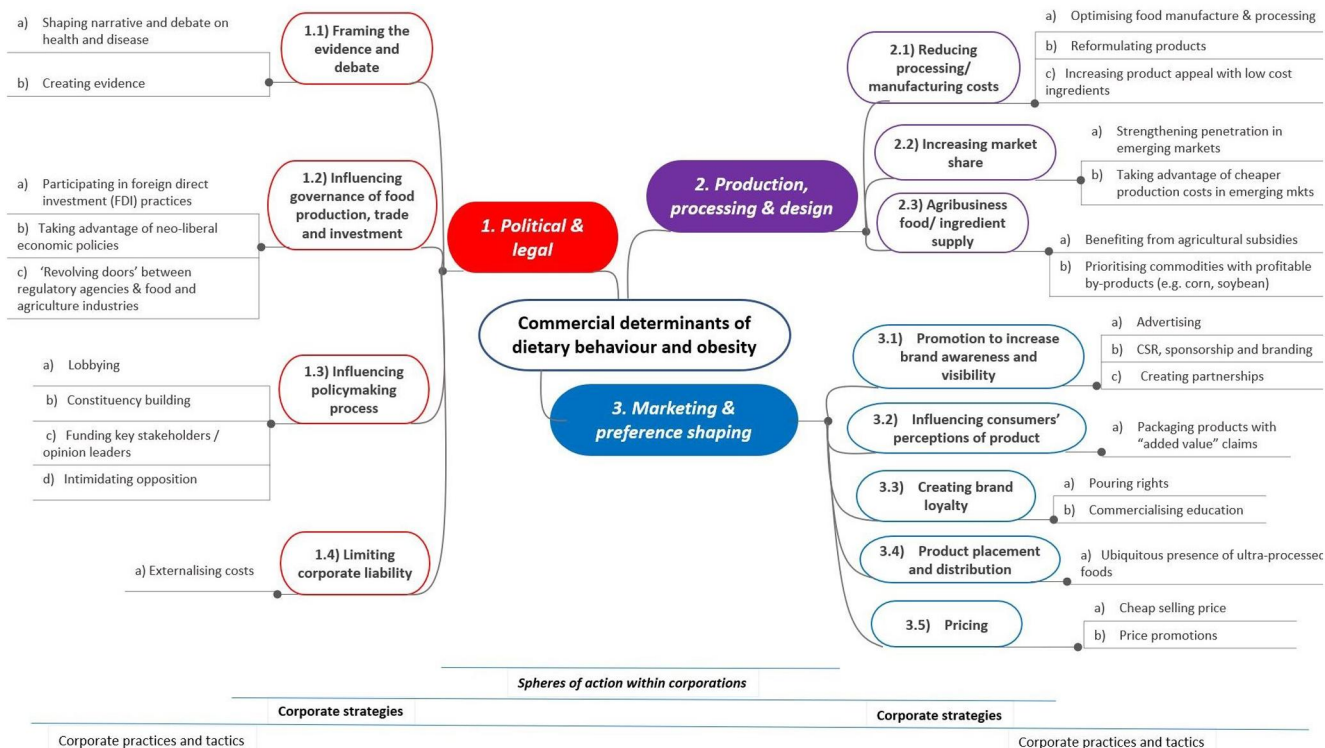 a) Shaping narrative and debate on
health and disease
b) Creating evidence
1.1) Framing the
evidence and
debate
a) Participating in foreign direct
investment (FDI) practices
b) Taking advantage of neo-liberal
economic policies
c) ‘Revolving doors’ between
regulatory agencies & food and
agriculture industries
1.2) Influencing
governance of food
production, trade
and investment
a) Lobbying
b) Constituency building
c) Funding key stakeholders /
opinion leaders
d) Intimidating opposition
1.3) Influencing
policymaking
process
a) Externalising costs
1.4) Limiting
corporate liability
1. Political &
legal
Commercial determinants of
dietary behaviour and obesity
2. Production,
processing & design
2.1) Reducing
processing/
manufacturing costs
a) Optimising food manufacture & processing
b) Reformulating products
c) Increasing product appeal with low cost
ingredients
2.2) Increasing market
share
a) Strengthening penetration in
emerging markets
b) Taking advantage of cheaper
production costs in emerging mkts
2.3) Agribusiness
food/ ingredient
supply
a) Benefiting from agricultural subsidies
b) Prioritising commodities with profitable
by-products (e.g. corn, soybean)
3. Marketing &
preference shaping
3.1) Promotion to increase
brand awareness and
visibility
a) Advertising
b) CSR, sponsorship and branding
c) Creating partnerships
3.2) Influencing consumers’
perceptions of product
a) Packaging products with
“added value” claims
3.3) Creating brand
loyalty
a) Pouring rights
b) Commercialising education
3.4) Product placement
and distribution
a) Ubiquitous presence of ultra-processed
foods
3.5) Pricing
a) Cheap selling price
b) Price promotions
Spheres of action within corporations
Corporate strategies
Corporate strategies
Corporate practices and tactics
Corporate practices and tactics